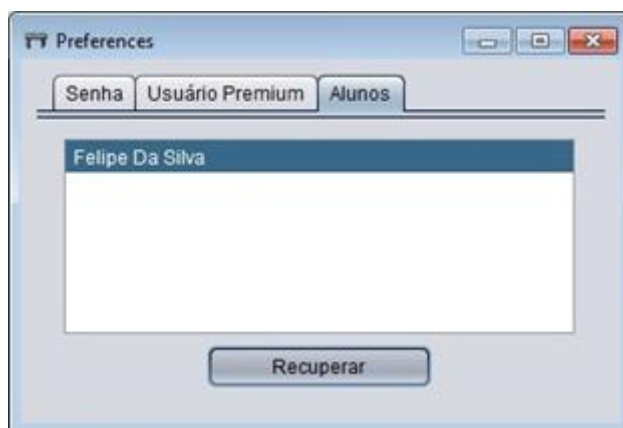 Preferences
Senha Usuário Premium Alunos
Felipe Da Silva
Recuperar